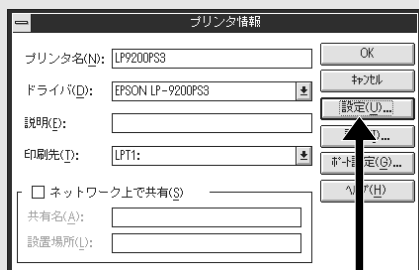 プリンタ情報
プリンタ名(N): LP9200PS3
ドライバ(D): EPSON LP-9200PS3
説明(E):
印刷先(T): LPT1:
ネットワーク上で共有(S)
共有名(A):
設置場所(L):
OK
キャンセル
設定(U)...
ポート設定(G)...
(H)